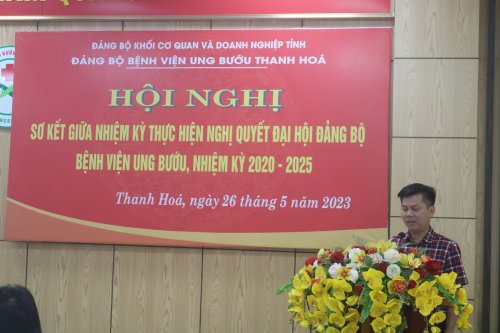 ĐẢNG BỘ KHỐI CƠ QUAN VÀ DOANH NGHIỆP TỈNH
ĐẢNG BỘ BỆNH VIỆN UNG BƯỚU THANH HOÁ
HỘI NGHỊ
SƠ KẾT GIỮA NHIỆM KỲ THỰC HIỆN NGHỊ QUYẾT ĐẠI HỘI ĐẢNG BỘ
BỆNH VIỆN UNG BƯỚU, NHIỆM KỲ 2020 - 2025
Thanh Hoá, ngày 26 tháng 5 năm 2023